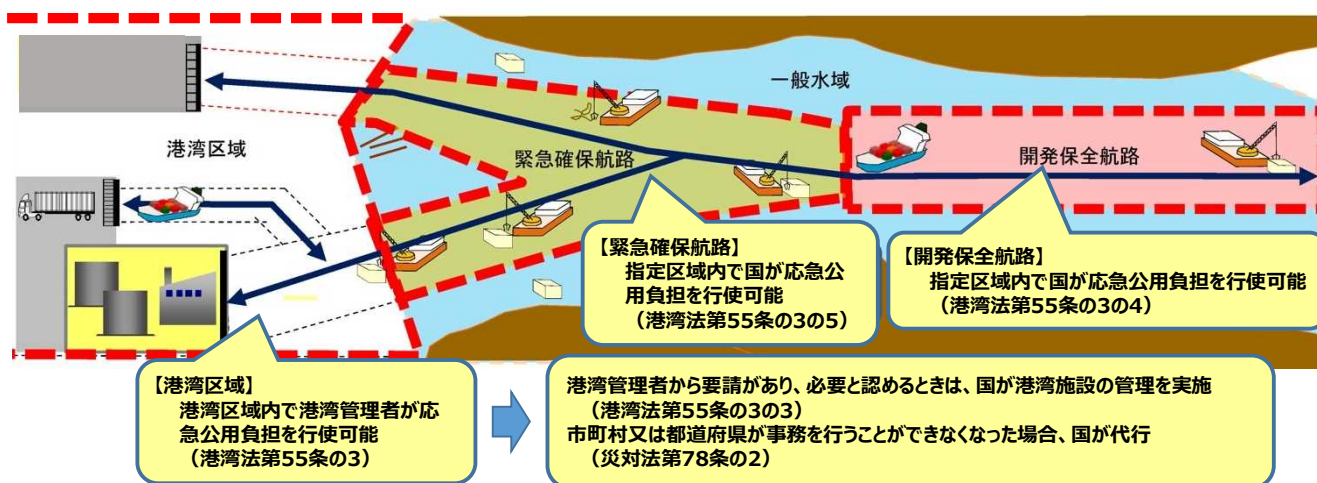 一般水域
港湾区域
緊急確保航路
開発保全航路
【緊急確保航路】
指定区域内で国が応急公
用負担を行使可能
（港湾法第55条の3の5）
【開発保全航路】
指定区域内で国が応急公用負担を行使可能
（港湾法第55条の3の4）
【港湾区域】
港湾区域内で港湾管理者が応
急公用負担を行使可能
（港湾法第55条の3）
港湾管理者から要請があり、必要と認めるときは、国が港湾施設の管理を実施
（港湾法第55条の3の3）
市町村又は都道府県が事務を行うことができなくなった場合、国が代行
（災対法第78条の2）